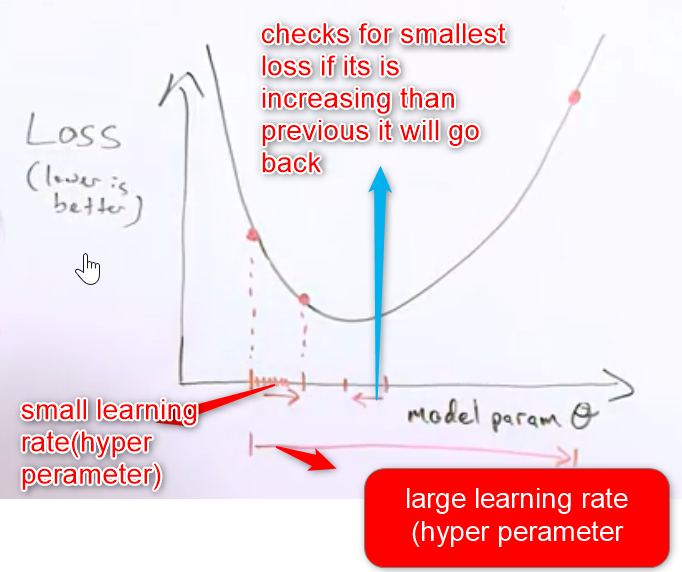 checks for smallest
loss if its is
increasing than
previous it will go
back
Loss
(lower is
better)
small learning
rate(hyper
perameter)
model param θ
large learning rate
(hyper perameter